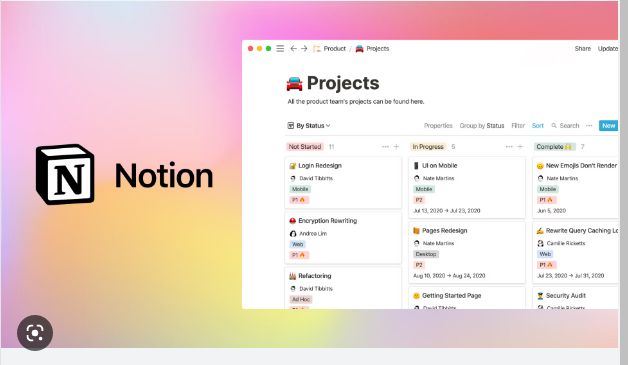 Product / Projects
Share Update
Projects
All the product team's projects can be found here.
By Status
Properties Group by Status Filter Sort Search ... New
Not Started 11
In Progress 5
Complete 7
Login Redesign
David Tibbitts
Mobile
P1
Encryption Rewriting
Andrea Lim
Web
P1
Refactoring
David Tibbitts
Ad Hoc
UI on Mobile
Nate Martins
Mobile
P2
Jul 13, 2020 → Jul 23, 2020
Pages Redesign
Nate Martins
Desktop
P2
Aug 10, 2020 → Aug 24, 2020
Getting Started Page
David Tibbitts
New Emojis Don't Render
Nate Martins
Mobile
P1
Jun 5, 2020
Rewrite Query Caching Lo
Camille Ricketts
Web
P1
Jul 23, 2020 → Jul 31, 2020
Security Audit
Camille Ricketts
N Notion